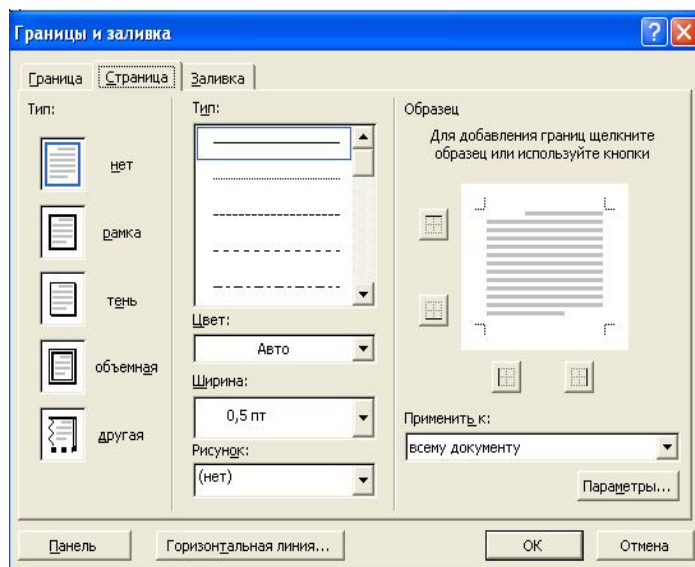 Границы и заливка
Граница
Страница
Заливка
Тип:
нет
рамка
тень
объемная
другая
Тип:
Цвет:
Авто
Ширина:
0,5 пт
Рисунок:
(нет)
Образец
Для добавления границ щелкните
образец или используйте кнопки
Применить к:
всему документу
Параметры...
Панель
Горизонтальная линия...
ОК
Отмена